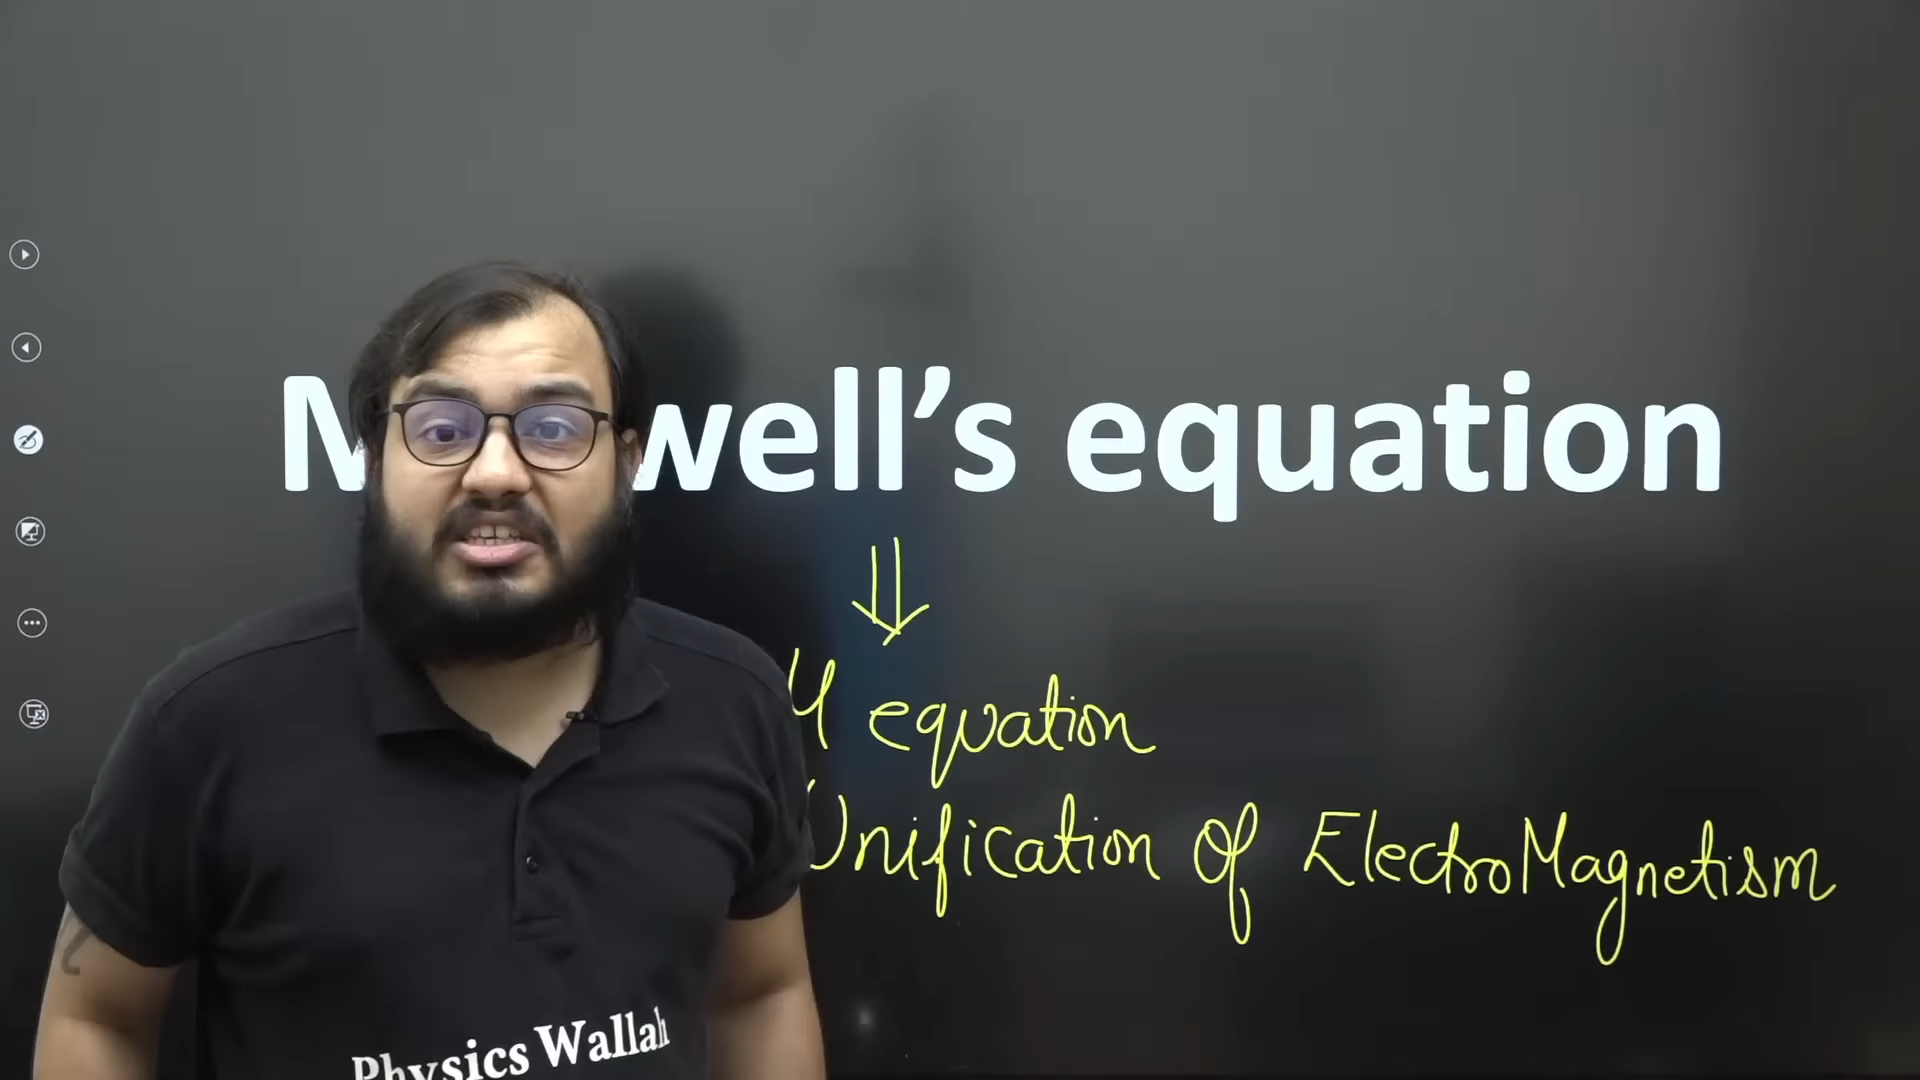 well's equation
4 equation
Unification of ElectroMagnetism
Physics Wallah